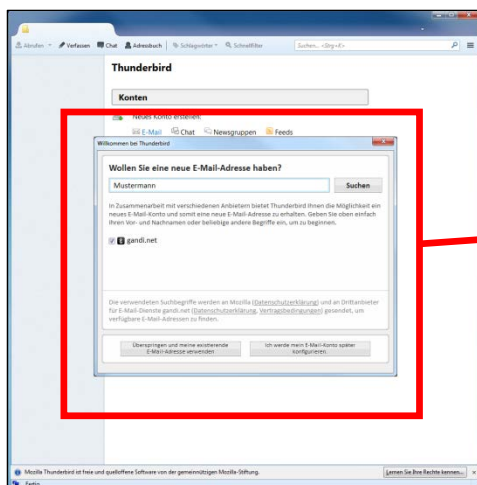 Abrufen
Verfassen Chat Adressbuch Schlagwörter Schnellfilter Suchen... <Strg+K>
Thunderbird
Konten
Neues Konto erstellen:
E-Mail Chat Newsgruppen Feeds
Willkommen bei Thunderbird
Wollen Sie eine neue E-Mail-Adresse haben?
Mustermann Suchen
In Zusammenarbeit mit verschiedenen Anbietern bietet Thunderbird Ihnen die Möglichkeit ein
neues E-Mail-Konto und somit eine neue E-Mail-Adresse zu erhalten. Geben Sie oben einfach
Ihren Vor- und Nachnamen oder beliebige andere Begriffe ein, um zu beginnen.
gandi.net
Die verwendeten Suchbegriffe werden an Mozilla (Datenschutzerklärung) und an Drittanbieter
für E-Mail-Dienste gandi.net (Datenschutzerklärung, Vertragsbedingungen) gesendet, um
verfügbare E-Mail-Adressen zu finden.
Überspringen und meine existierende
E-Mail-Adresse verwenden
Ich werde mein E-Mail-Konto später
konfigurieren.
Mozilla Thunderbird ist freie und quelloffene Software von der gemeinnützigen Mozilla-Stiftung. Lernen Sie Ihre Rechte kennen...
Fertig